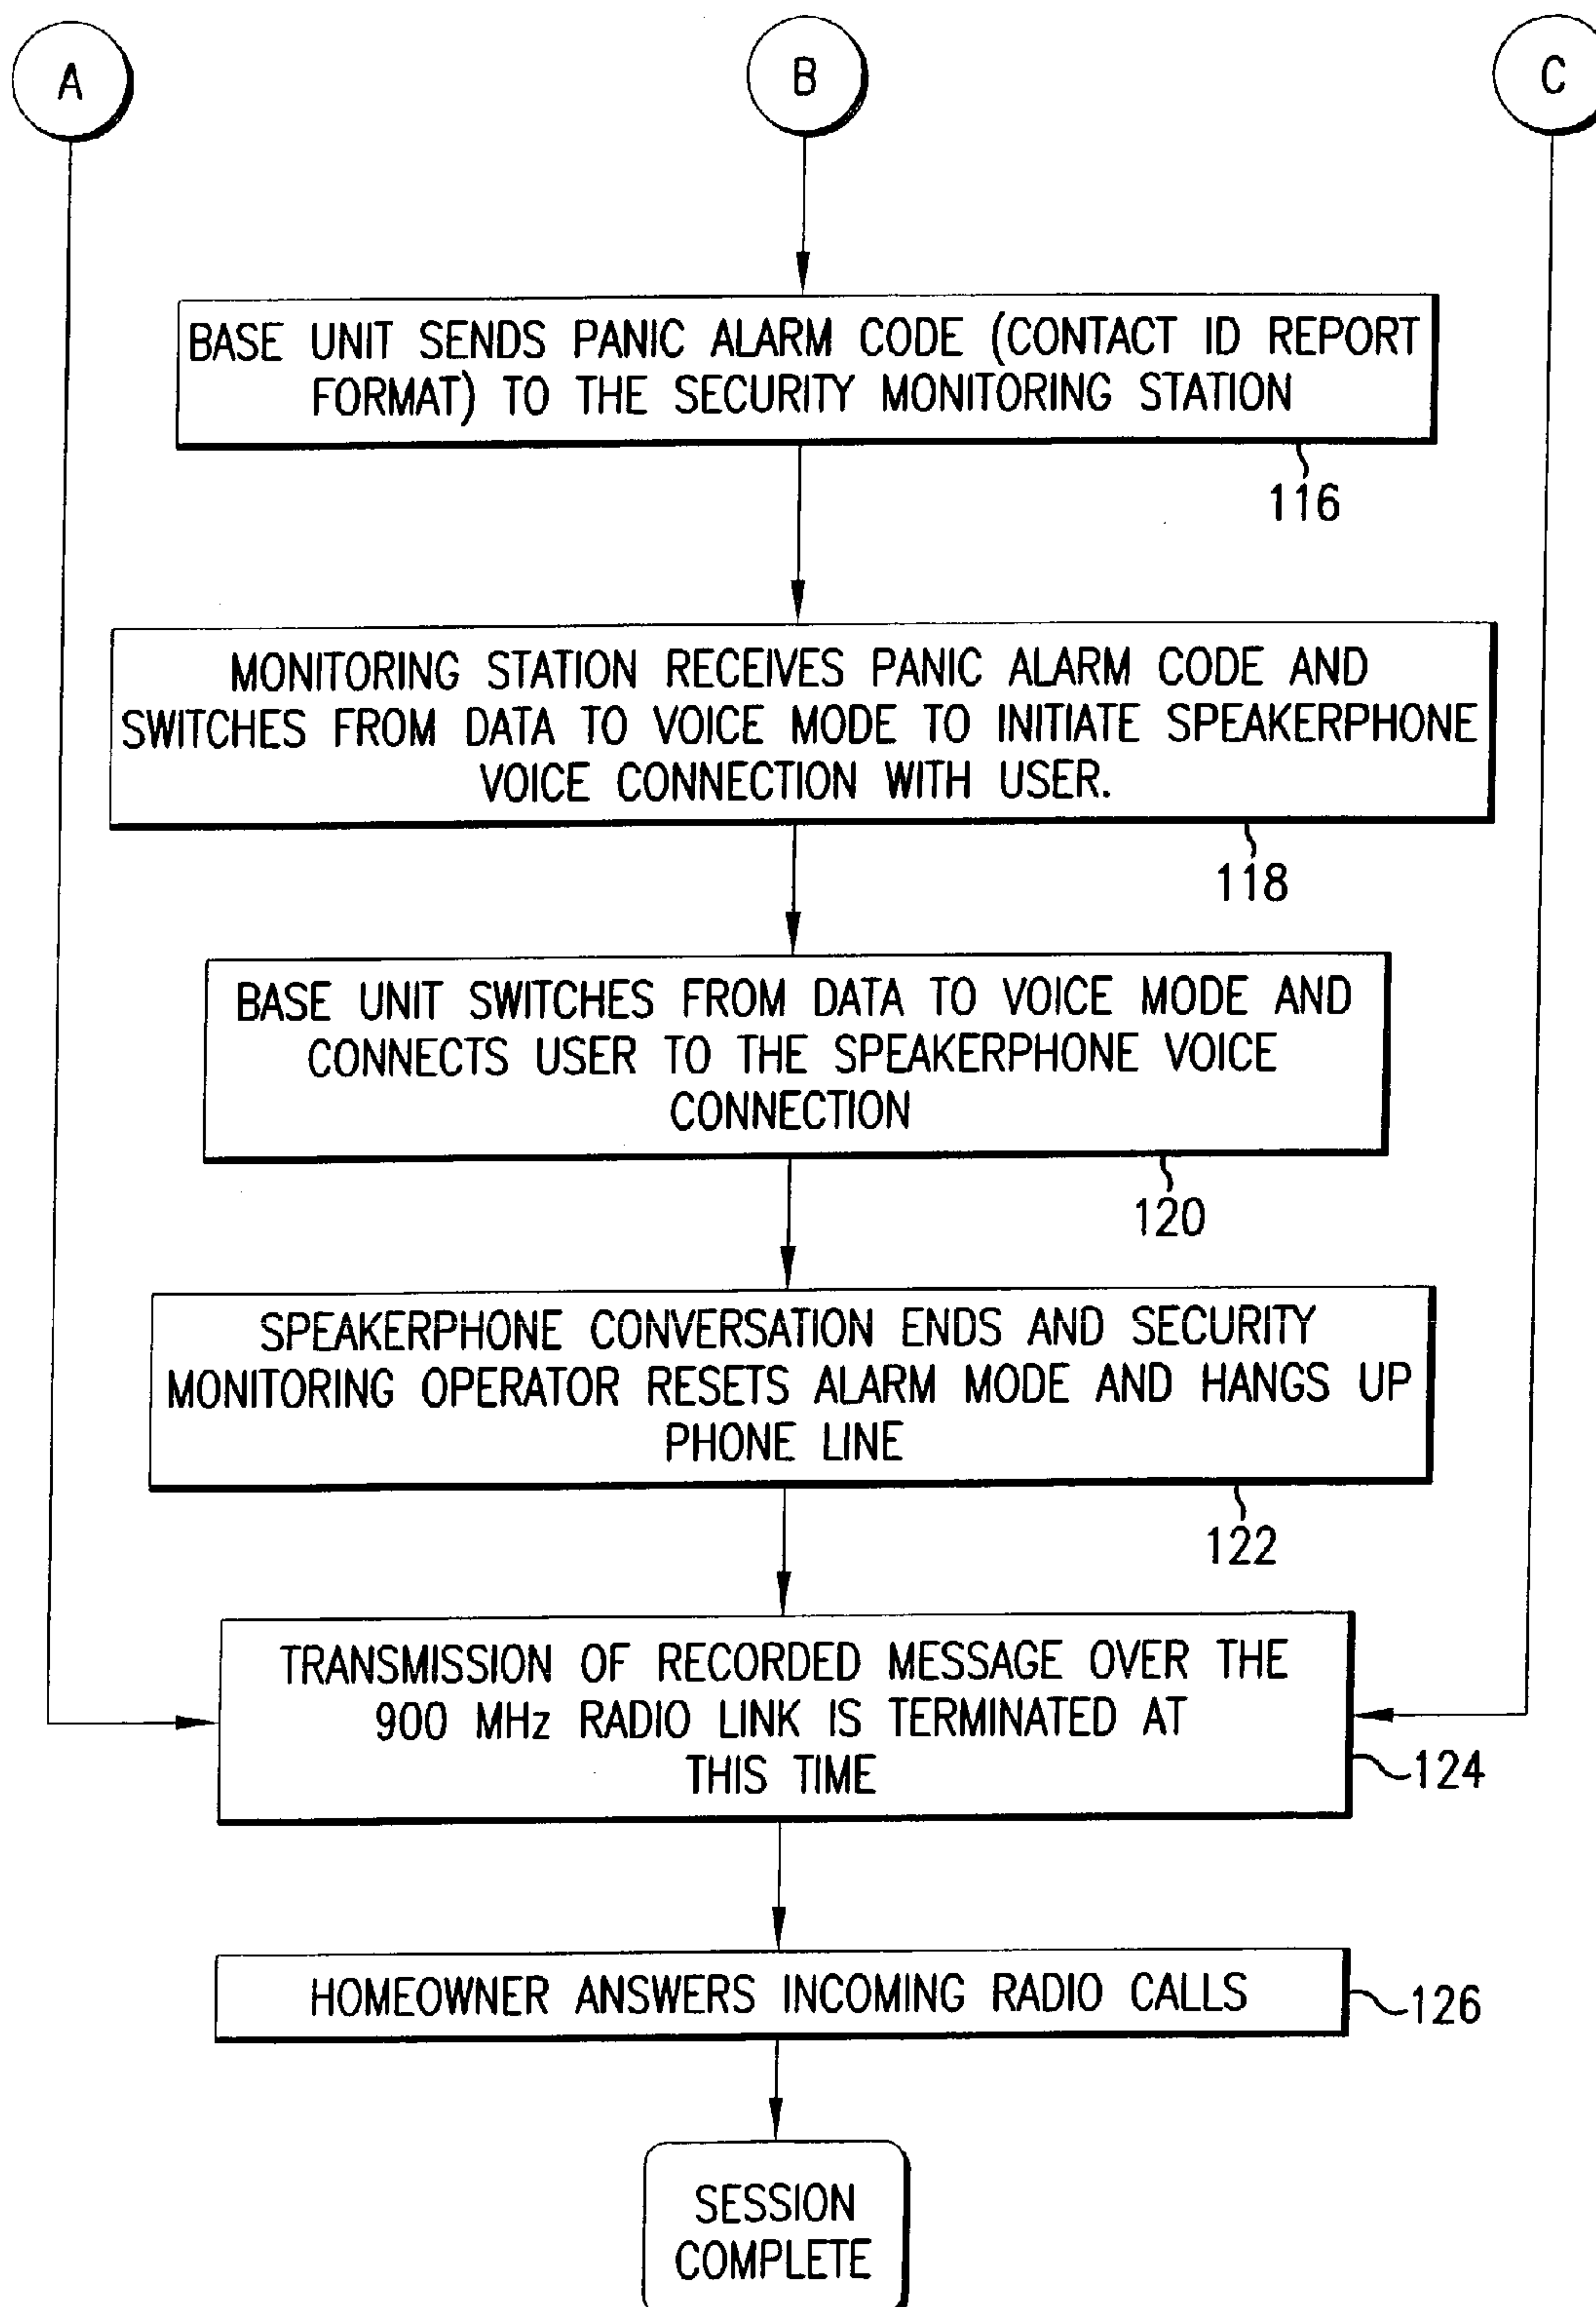 A
B
C
BASE UNIT SENDS PANIC ALARM CODE (CONTACT ID REPORT
FORMAT) TO THE SECURITY MONITORING STATION
116
MONITORING STATION RECEIVES PANIC ALARM CODE AND
SWITCHES FROM DATA TO VOICE MODE TO INITIATE SPEAKERPHONE
VOICE CONNECTION WITH USER.
118
BASE UNIT SWITCHES FROM DATA TO VOICE MODE AND
CONNECTS USER TO THE SPEAKERPHONE VOICE
CONNECTION
120
SPEAKERPHONE CONVERSATION ENDS AND SECURITY
MONITORING OPERATOR RESETS ALARM MODE AND HANGS UP
PHONE LINE
122
TRANSMISSION OF RECORDED MESSAGE OVER THE
900 MHz RADIO LINK IS TERMINATED AT
THIS TIME
124
HOMEOWNER ANSWERS INCOMING RADIO CALLS
126
SESSION
COMPLETE